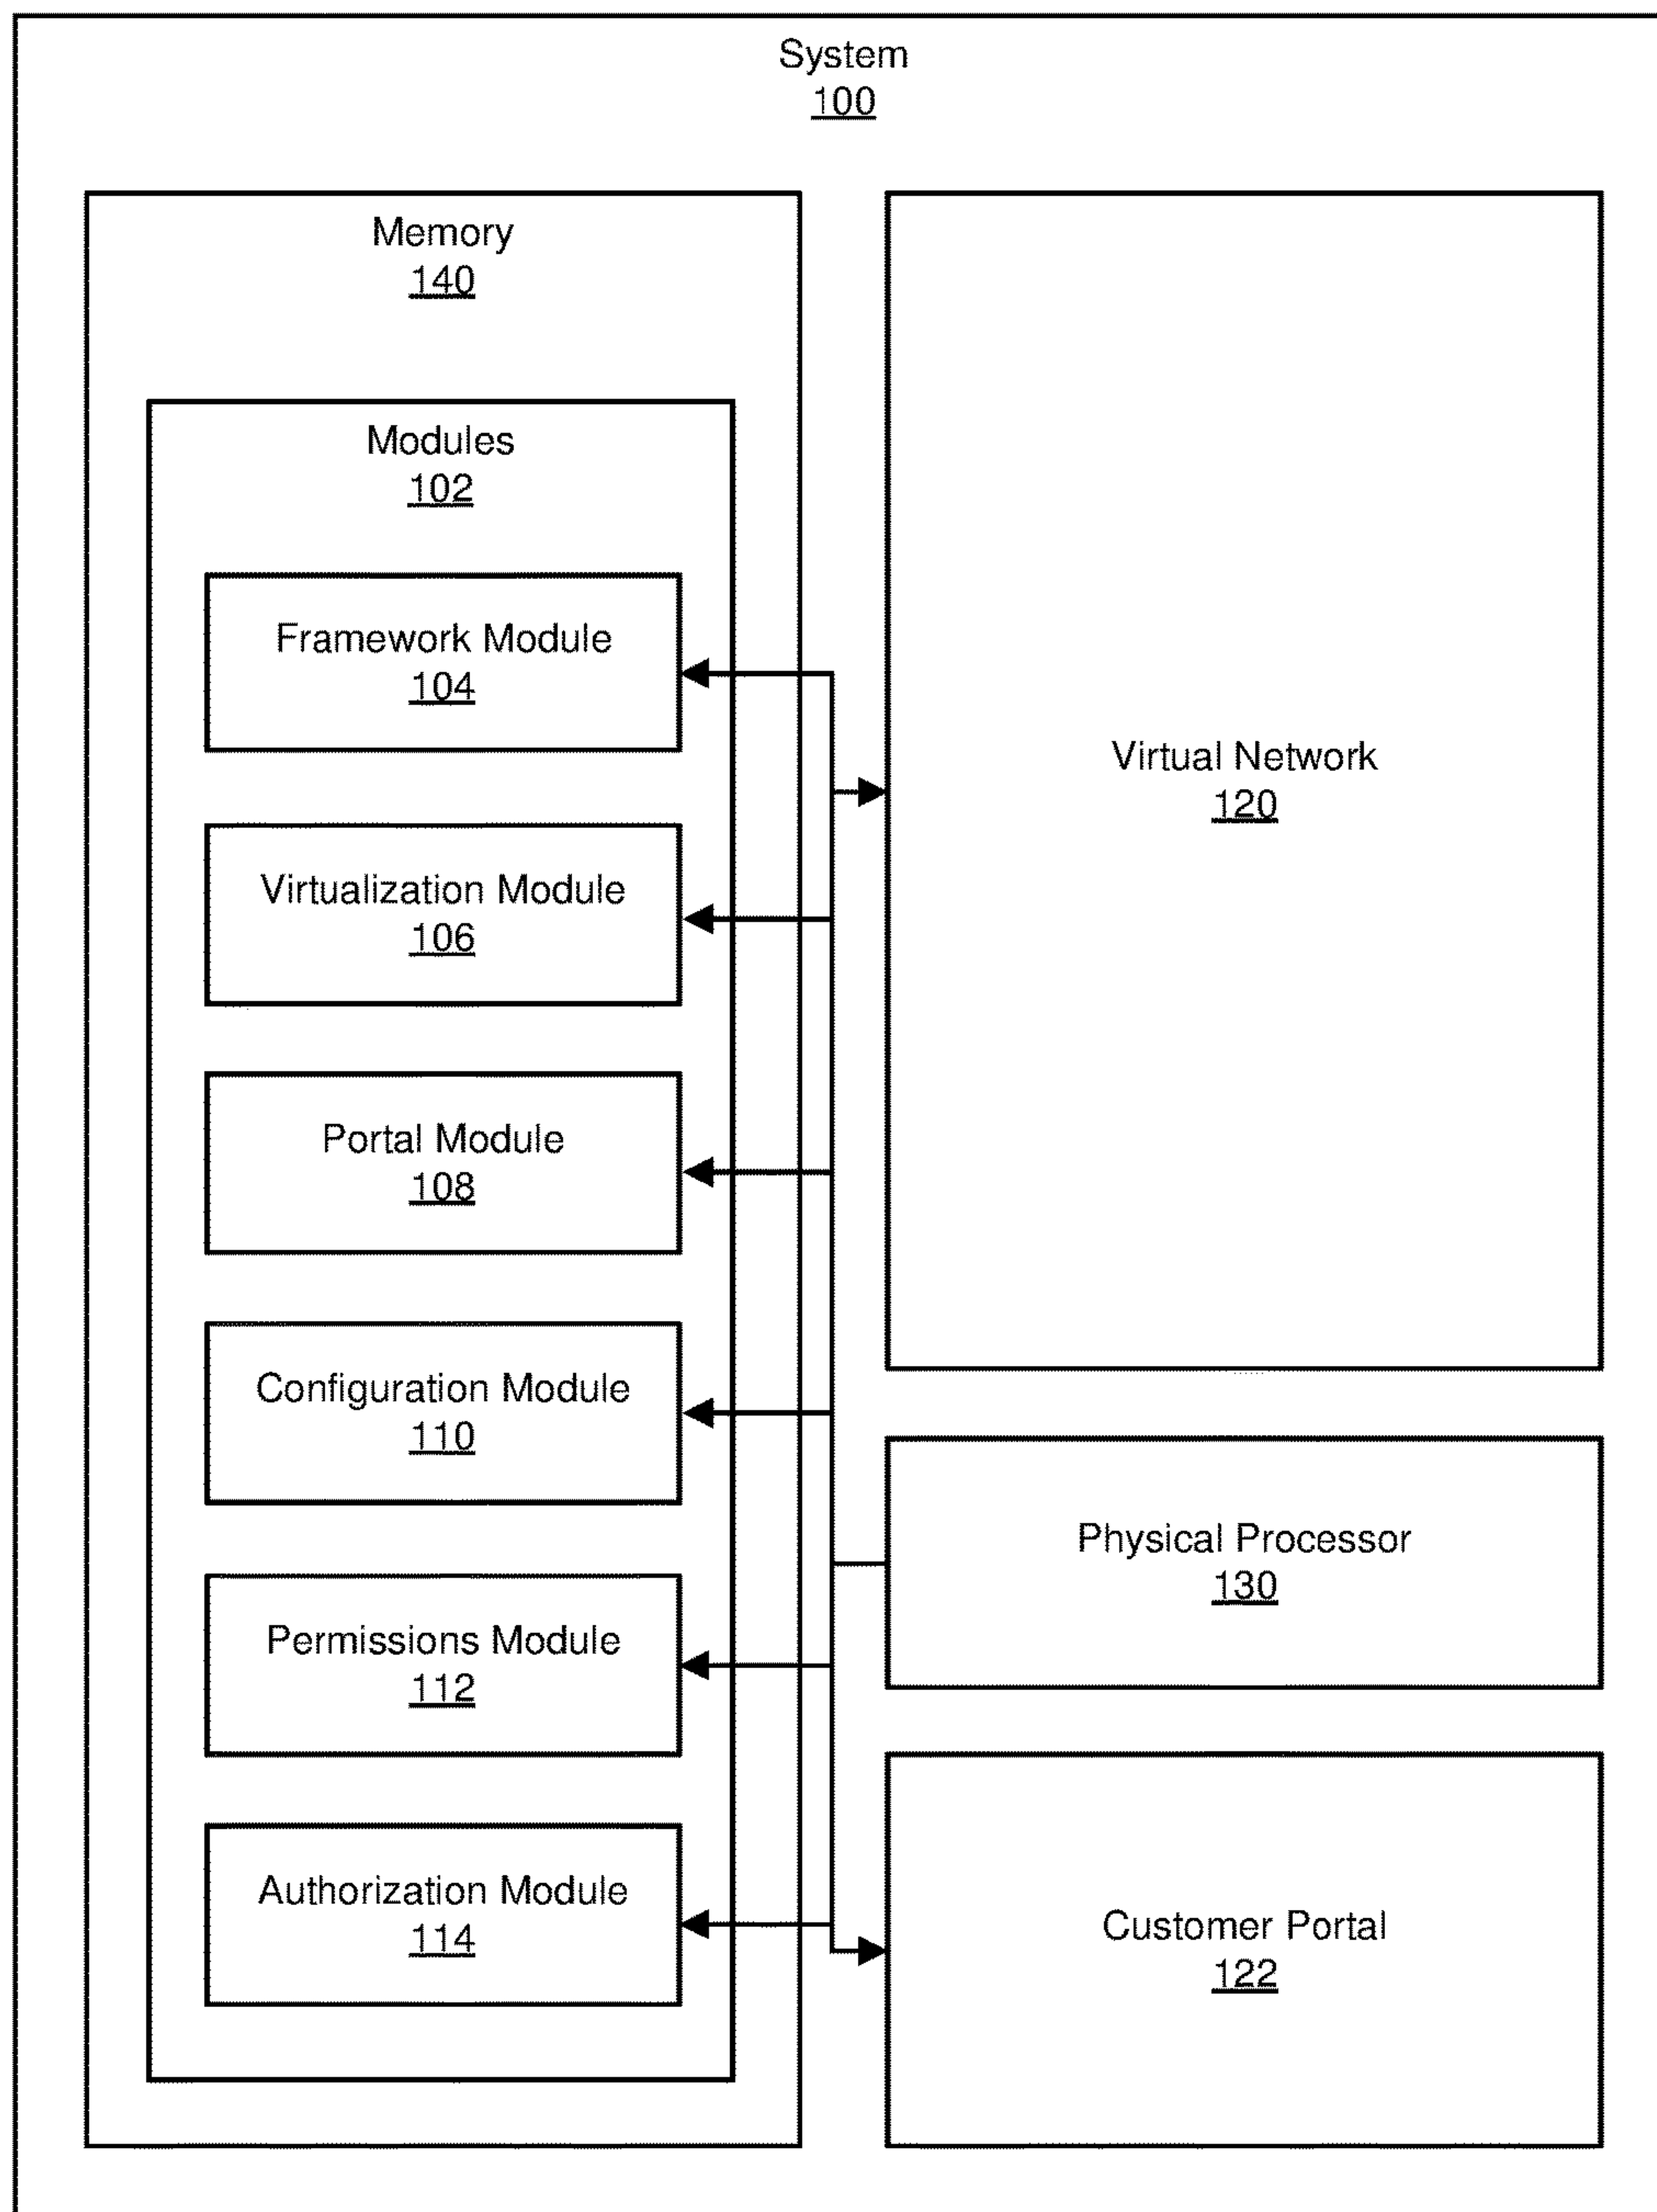 System
100
Memory
140
Modules
102
Framework Module
104
Virtualization Module
106
Portal Module
108
Configuration Module
110
Permissions Module
112
Authorization Module
114
Virtual Network
120
Physical Processor
130
Customer Portal
122